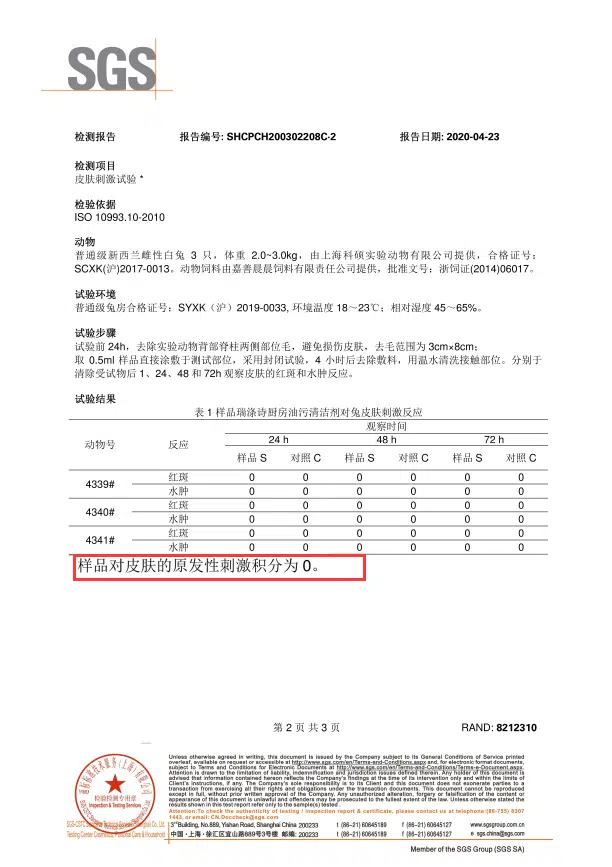 SGS
检测报告 报告编号: SHCPCH200302208C-2 报告日期: 2020-04-23
检测项目
皮肤刺激试验 *
检验依据
ISO 10993.10-2010
动物
普通级新西兰雌性白兔 3 只，体重 2.0~3.0kg，由上海科硕实验动物有限公司提供，合格证号：
SCXK(沪)2017-0013。动物饲料由嘉善晨晨饲料有限责任公司提供，批准文号：浙饲证(2014)06017。
试验环境
普通级兔房合格证号：SYXK（沪）2019-0033, 环境温度 18～23℃；相对湿度 45～65%。
试验步骤
试验前 24h，去除实验动物背部脊柱两侧部位毛，避免损伤皮肤，去毛范围为 3cm×8cm；
取 0.5ml 样品直接涂敷于测试部位，采用封闭试验，4 小时后去除敷料，用温水清洗接触部位。分别于
清除受试物后 1、24、48 和 72h 观察皮肤的红斑和水肿反应。
试验结果
表 1 样品瑞涤诗厨房油污清洁剂对兔皮肤刺激反应
观察时间
动物号 反应 24 h 48 h 72 h
样品 S 对照 C 样品 S 对照 C 样品 S 对照 C
4339# 红斑 0 0 0 0 0 0
水肿 0 0 0 0 0 0
4340# 红斑 0 0 0 0 0 0
水肿 0 0 0 0 0 0
4341# 红斑 0 0 0 0 0 0
水肿 0 0 0 0 0 0
样品对皮肤的原发性刺激积分为 0。
第 2 页 共 3 页 RAND: 8212310
检验检测专用章
Inspection & Testing Services
Unless otherwise agreed in writing, this document is issued by the Company subject to its General Conditions of Service printed
overleaf, available on request or accessible at http://www.sgs.com/en/Terms-and-Conditions.aspx and, for electronic format documents,
subject to Terms and Conditions for Electronic Documents at http://www.sgs.com/en/Terms-and-Conditions/Terms-e-Document.aspx.
Attention is drawn to the limitation of liability, indemnification and jurisdiction issues defined therein. Any holder of this document is
advised that information contained hereon reflects the Company's findings at the time of its intervention only and within the limits of
Client's instructions, if any. The Company's sole responsibility is to its Client and this document does not exonerate parties to a
transaction from exercising all their rights and obligations under the transaction documents. This document cannot be reproduced
except in full, without prior written approval of the Company. Any unauthorized alteration, forgery or falsification of the content or
appearance of this document is unlawful and offenders may be prosecuted to the fullest extent of the law. Unless otherwise stated the
results shown in this test report refer only to the sample(s) tested .
Attention:To check the authenticity of testing / inspection report & certificate, please contact us at telephone:(86-755) 8307
1443, or email: CN.Doccheck@sgs.com
3rd Building, No.889, Yishan Road, Shanghai China 200233 t (86–21) 60645189 f (86–21) 60645127 www.sgsgroup.com.cn
中国 · 上海 · 徐汇区宜山路889号3号楼 邮编: 200233 t (86–21) 60645189 f (86–21) 60645127 e sgs.china@sgs.com
Member of the SGS Group (SGS SA)